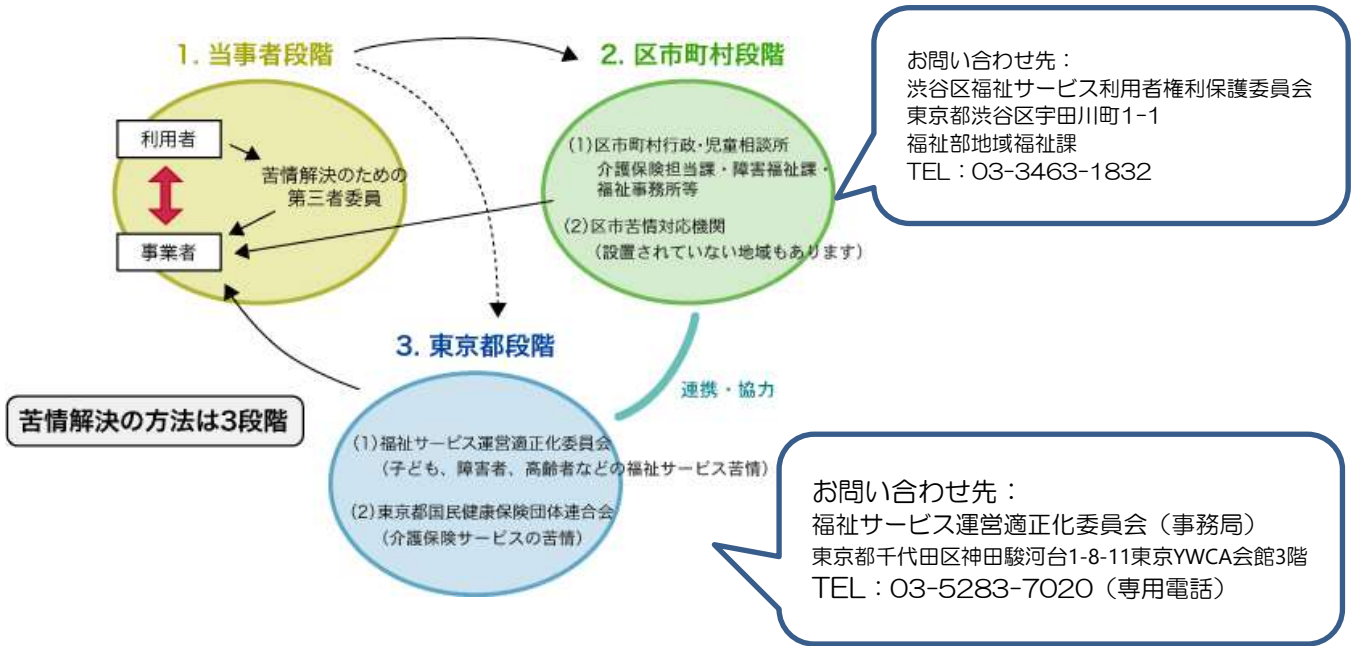 1. 当事者段階
利用者
苦情解決のための
第三者委員
事業者
2. 区市町村段階
(1)区市町村行政・児童相談所
介護保険担当課・障害福祉課・
福祉事務所等
(2)区市苦情対応機関
(設置されていない地域もあります)
お問い合わせ先：
渋谷区福祉サービス利用者権利保護委員会
東京都渋谷区宇田川町1-1
福祉部地域福祉課
TEL：03-3463-1832
3. 東京都段階
連携・協力
苦情解決の方法は3段階
(1)福祉サービス運営適正化委員会
(子ども、障害者、高齢者などの福祉サービス苦情)
(2)東京都国民健康保険団体連合会
(介護保険サービスの苦情)
お問い合わせ先：
福祉サービス運営適正化委員会（事務局）
東京都千代田区神田駿河台1-8-11東京YWCA会館3階
TEL：03-5283-7020（専用電話）